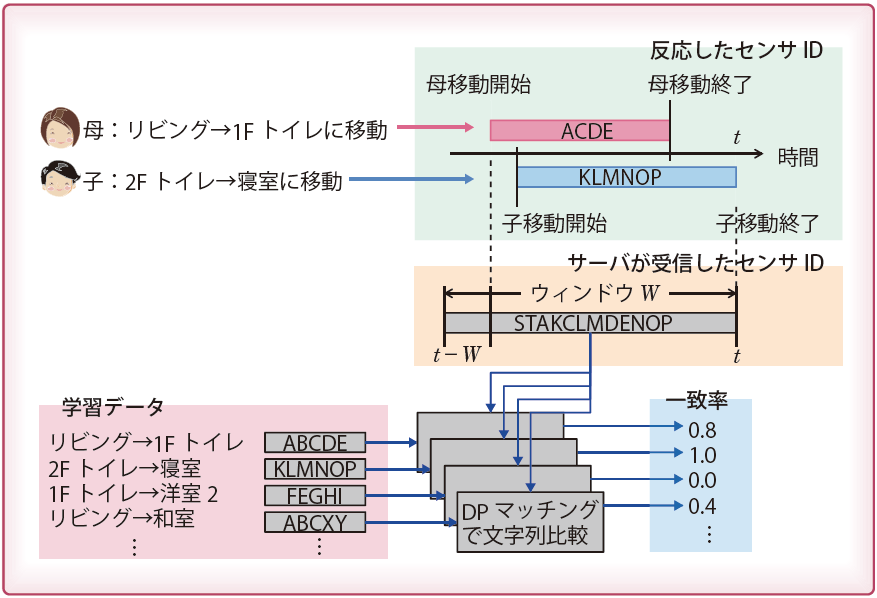 反応したセンサ ID
母移動開始
母移動終了
母：リビング→1F トイレに移動
ACDE
t
時間
子：2F トイレ→寝室に移動
KLMNOP
子移動開始
子移動終了
サーバが受信したセンサ ID
ウィンドウ W
STAKCLMDENOP
t－W
t
学習データ
リビング→1F トイレ
ABCDE
2F トイレ→寝室
KLMNOP
1F トイレ→洋室 2
FEGHI
リビング→和室
ABCXY
⋮
⋮
DP マッチング
で文字列比較
一致率
0.8
1.0
0.0
0.4
⋮